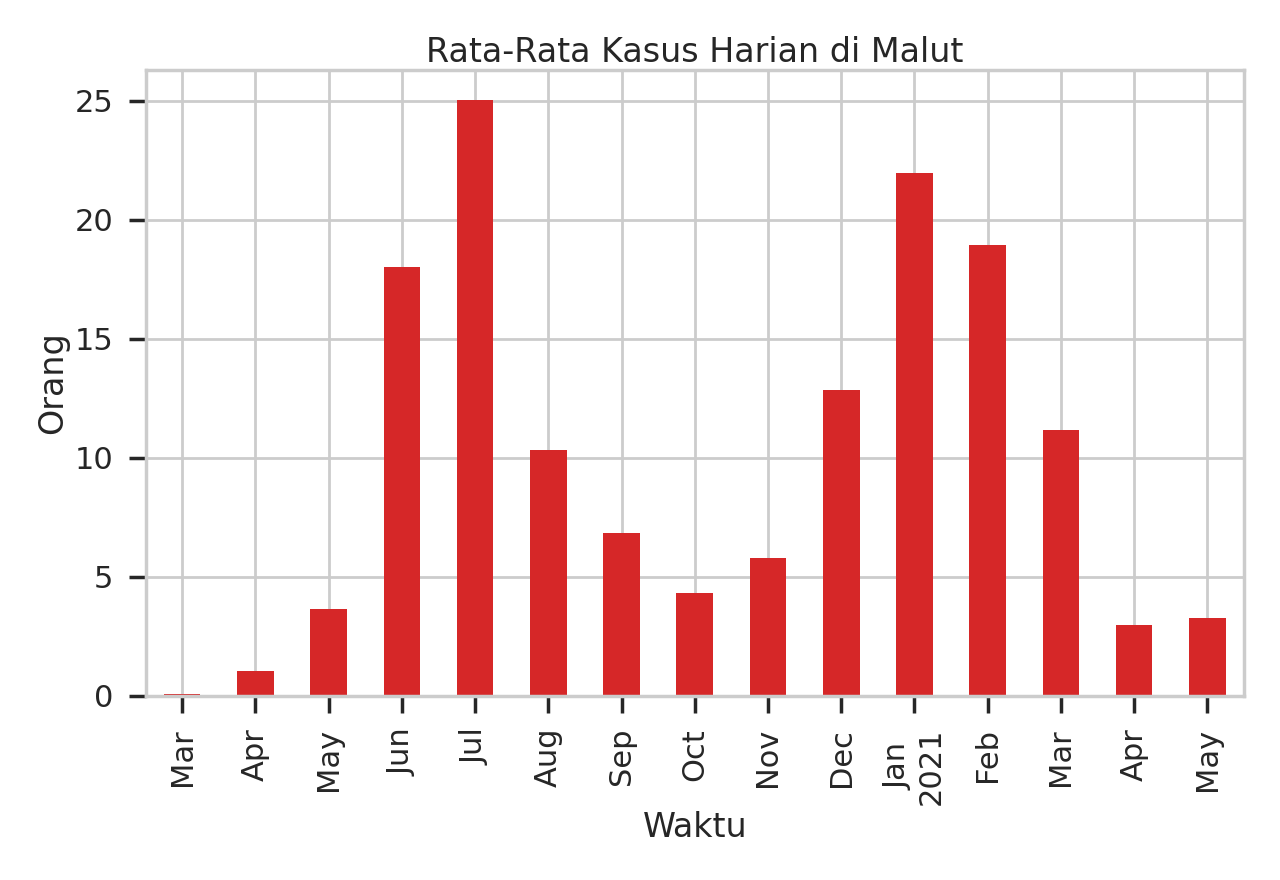 Rata-Rata Kasus Harian di Malut
Orang
25
20
15
10
5
0
Mar
Apr
May
Jun
Jul
Aug
Sep
Oct
Nov
Dec
Jan
2021
Feb
Mar
Apr
May
Waktu